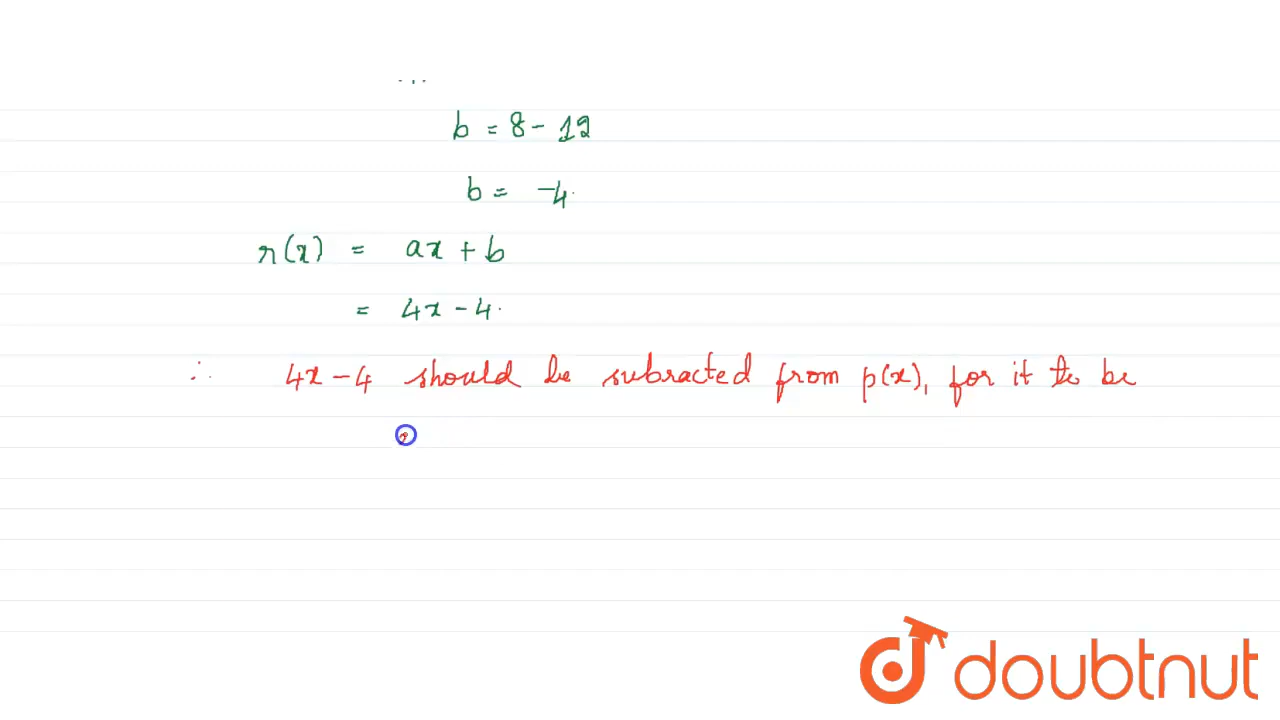 b = 8 - 12
b = -4.
r(x) = ax + b
= 4x - 4.
∴ 4x - 4 should be subracted from p(x), for it to be
doubtnut